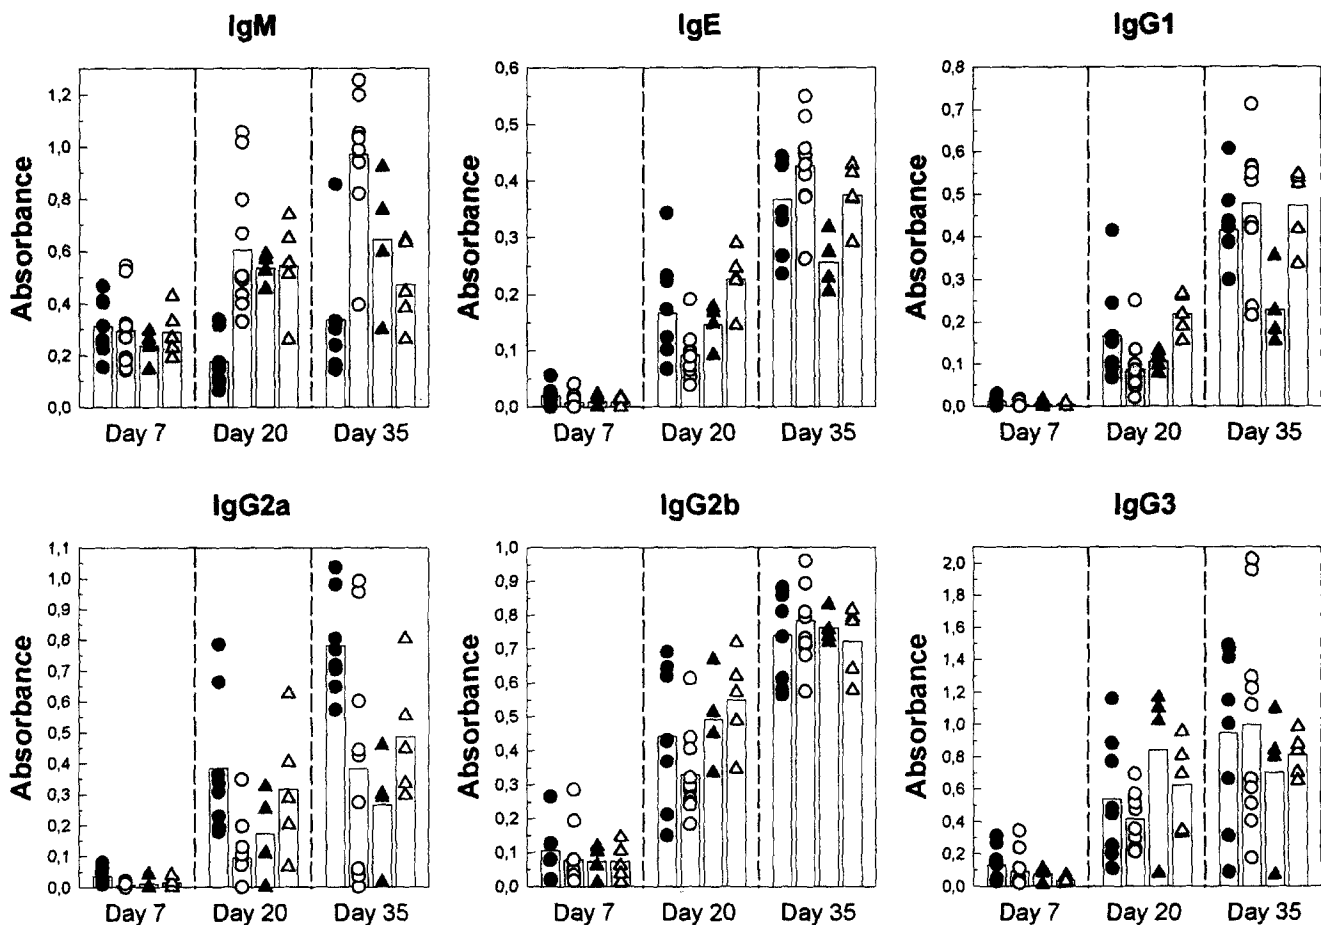 IgM
IgE
IgG1
Absorbance
1,2
1,0
0,8
0,6
0,4
0,2
0,0
Day 7
Day 20
Day 35
Absorbance
0,6
0,5
0,4
0,3
0,2
0,1
0,0
Day 7
Day 20
Day 35
Absorbance
0,8
0,7
0,6
0,5
0,4
0,3
0,2
0,1
0,0
Day 7
Day 20
Day 35
IgG2a
IgG2b
IgG3
Absorbance
1,1
1,0
0,9
0,8
0,7
0,6
0,5
0,4
0,3
0,2
0,1
0,0
Day 7
Day 20
Day 35
Absorbance
1,0
0,9
0,8
0,7
0,6
0,5
0,4
0,3
0,2
0,1
0,0
Day 7
Day 20
Day 35
Absorbance
2,0
1,8
1,6
1,4
1,2
1,0
0,8
0,6
0,4
0,2
0,0
Day 7
Day 20
Day 35